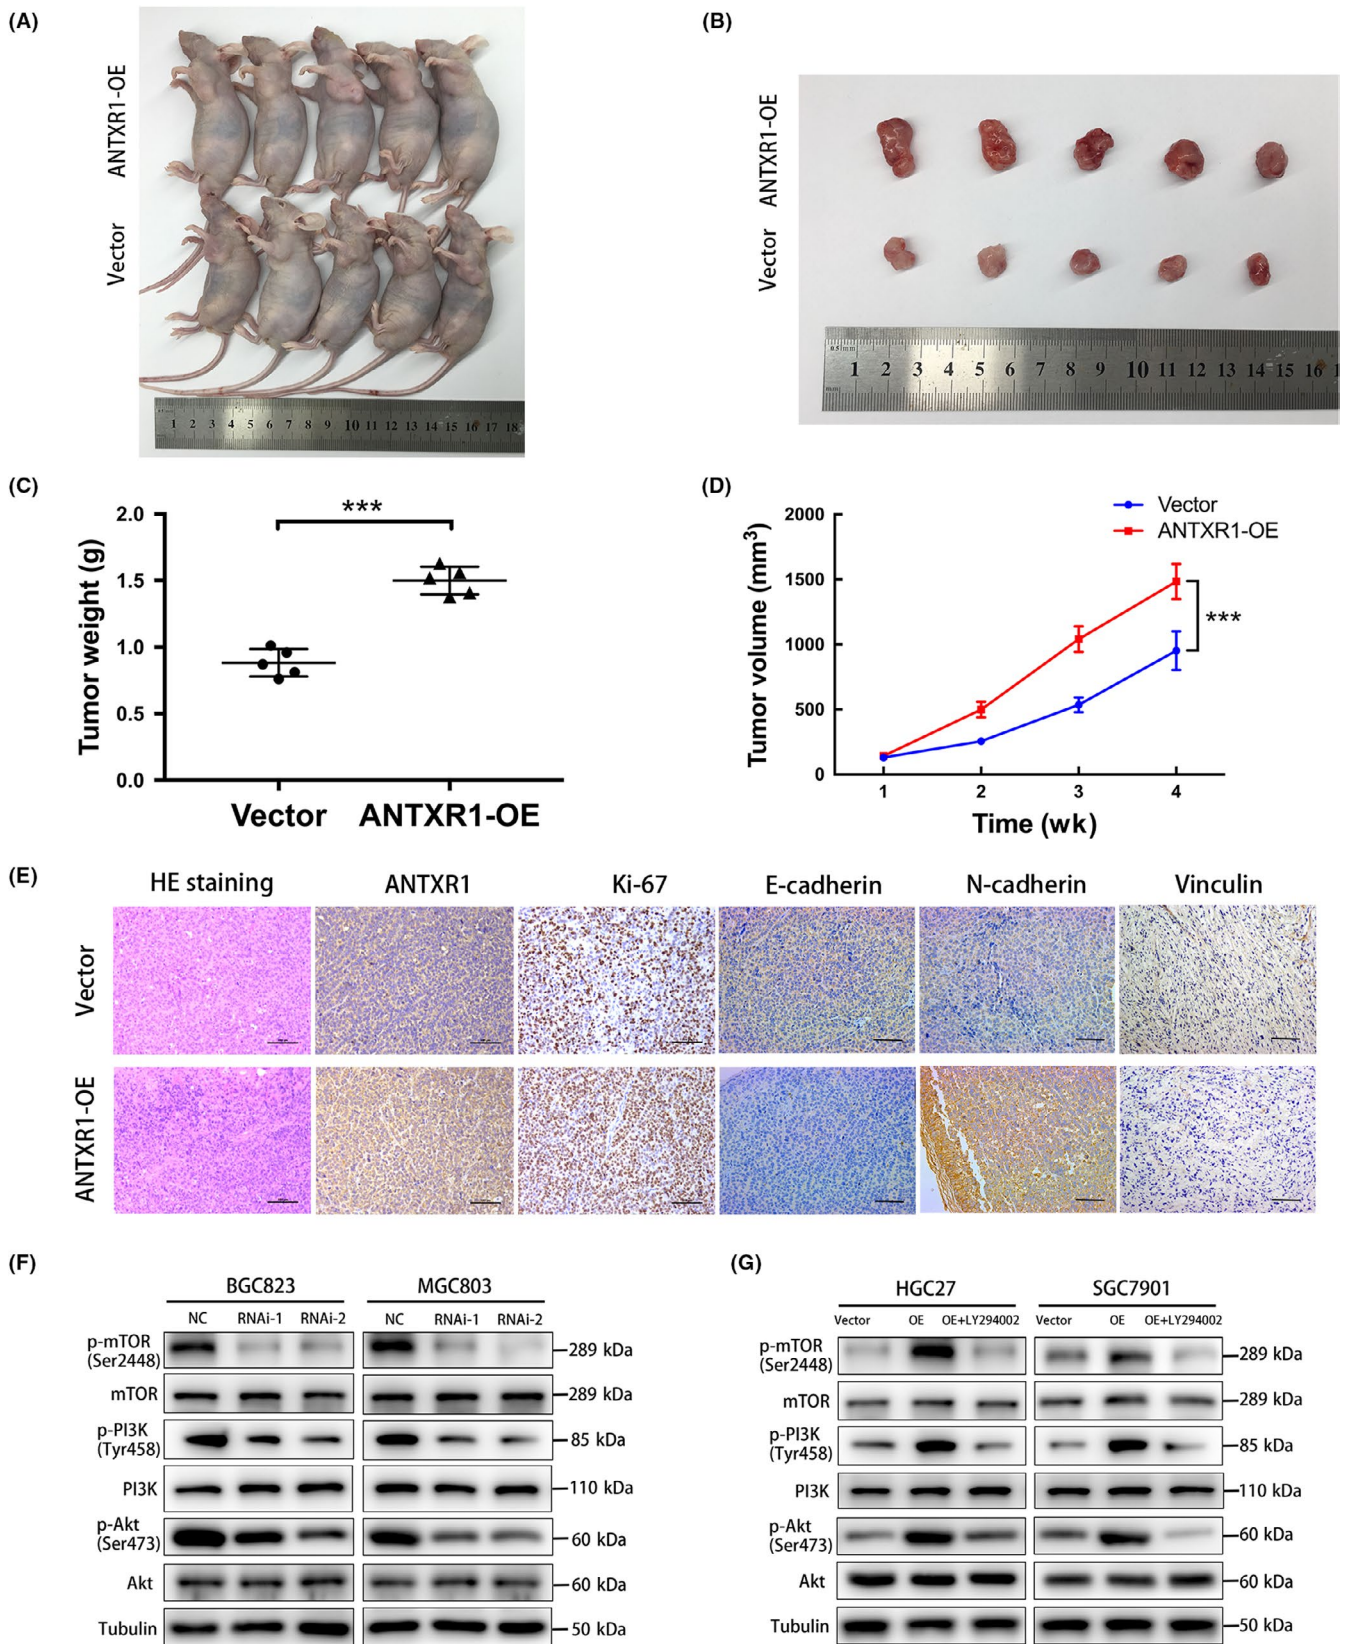 (A)
ANTXR1-OE
Vector
1 2 3 4 5 6 7 8 9 10 11 12 13 14 15 16 17 18
(B)
ANTXR1-OE
Vector
0.5mm
1 2 3 4 5 6 7 8 9 10 11 12 13 14 15 16 1
mm
(C)
***
Tumor weight (g)
2.0
1.5
1.0
0.5
0.0
Vector ANTXR1-OE
(D)
Vector
ANTXR1-OE
Tumor volume (mm³)
2000
1500
1000
500
0
***
1 2 3 4
Time (wk)
(E)
HE staining ANTXR1 Ki-67 E-cadherin N-cadherin Vinculin
Vector
ANTXR1-OE
(F)
BGC823 MGC803
NC RNAi-1 RNAi-2 NC RNAi-1 RNAi-2
p-mTOR
(Ser2448) 289 kDa
mTOR 289 kDa
p-PI3K
(Tyr458) 85 kDa
PI3K 110 kDa
p-Akt
(Ser473) 60 kDa
Akt 60 kDa
Tubulin 50 kDa
(G)
HGC27 SGC7901
Vector OE OE+LY294002 Vector OE OE+LY294002
p-mTOR
(Ser2448) 289 kDa
mTOR 289 kDa
p-PI3K
(Tyr458) 85 kDa
PI3K 110 kDa
p-Akt
(Ser473) 60 kDa
Akt 60 kDa
Tubulin 50 kDa